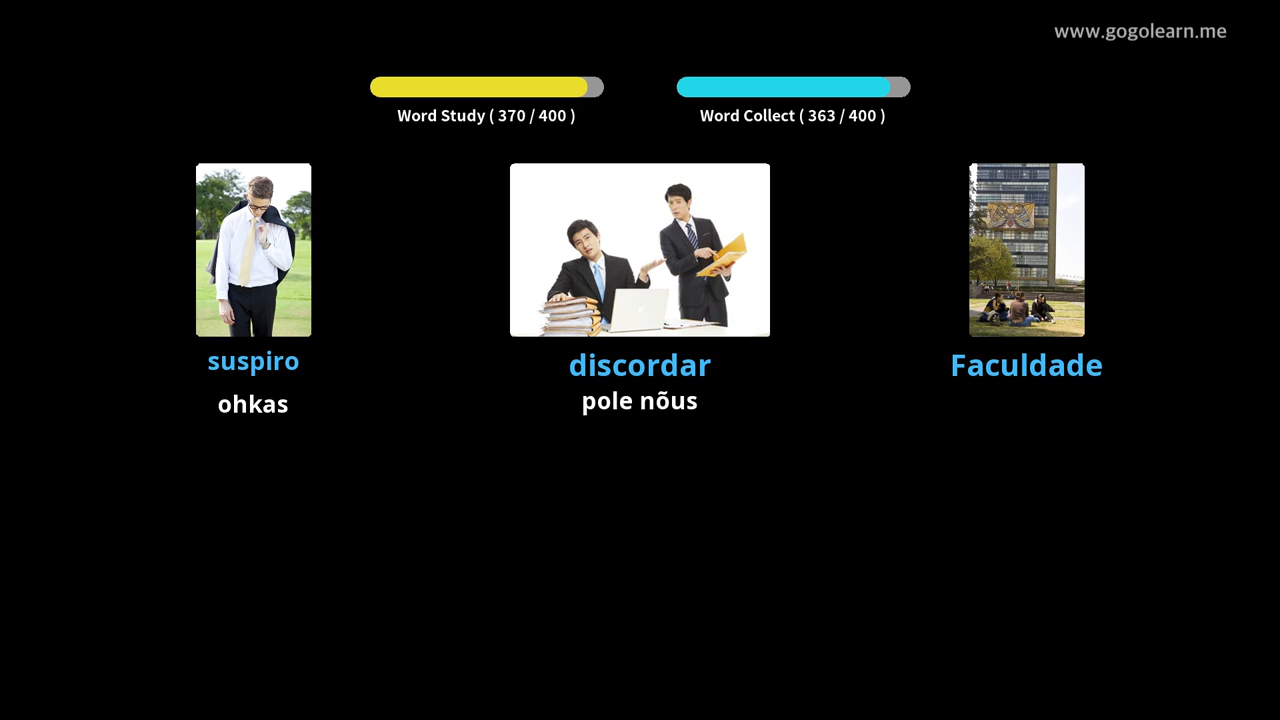 www.gogolearn.me
Word Study ( 370 / 400 )
Word Collect ( 363 / 400 )
suspiro
ohkas
discordar
pole nõus
Faculdade